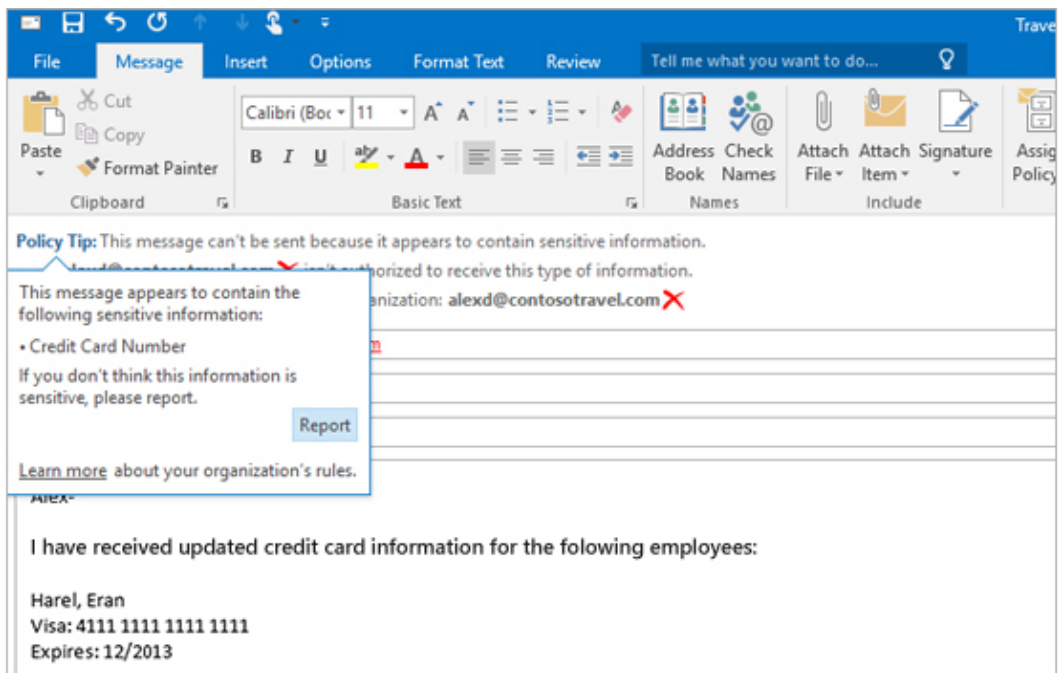 Trave
File Message Insert Options Format Text Review Tell me what you want to do...
Cut
Copy
Format Painter
Paste
Clipboard
Calibri (Boc 11
B I U aby A
Basic Text
Address Book
Check Names
Names
Attach File
Attach Item
Signature
Include
Assig
Policy
Policy Tip: This message can't be sent because it appears to contain sensitive information.
alexd@contosotravel.com isn't authorized to receive this type of information.
anization: alexd@contosotravel.com
m
This message appears to contain the
following sensitive information:
• Credit Card Number
If you don't think this information is
sensitive, please report.
Report
Learn more about your organization's rules.
Alex-
I have received updated credit card information for the folowing employees:
Harel, Eran
Visa: 4111 1111 1111 1111
Expires: 12/2013